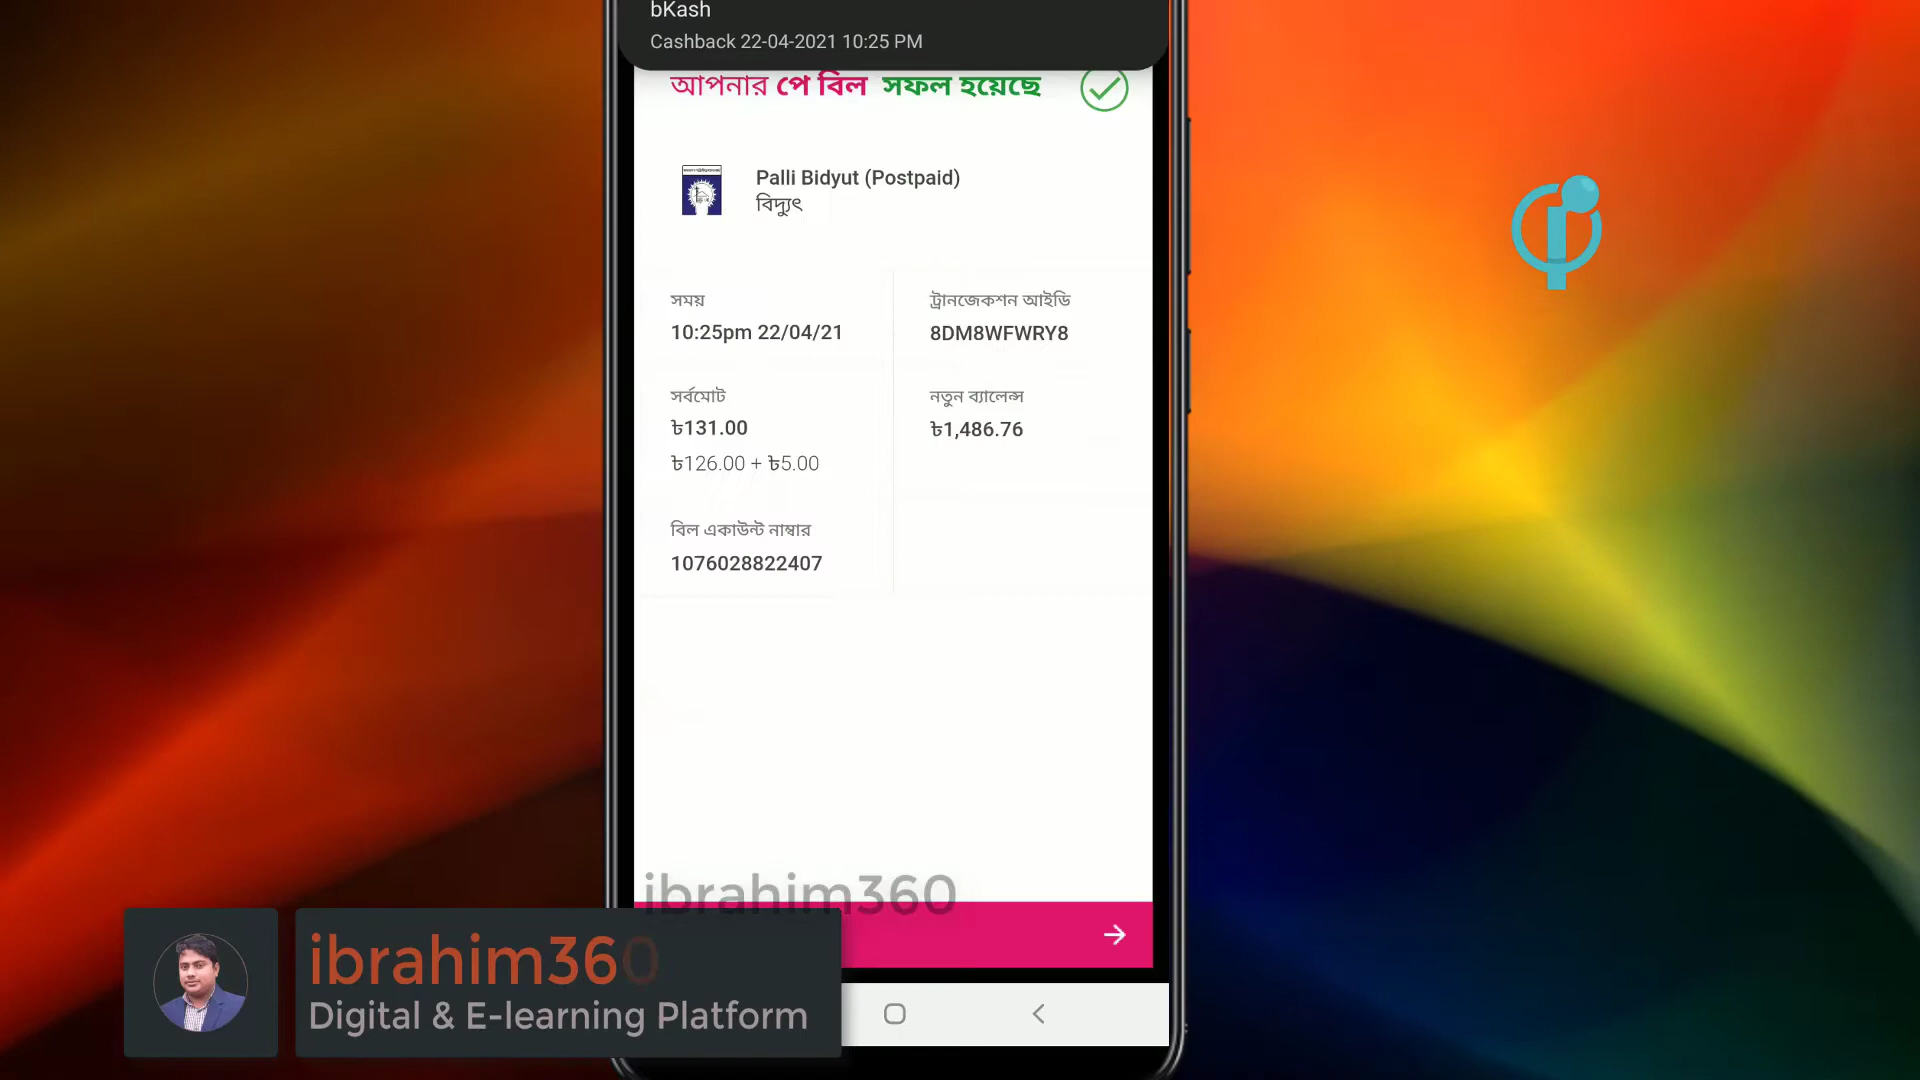 bKash
Cashback 22-04-2021 10:25 PM
আপনার পে বিল সফল হয়েছে
Palli Bidyut (Postpaid)
বিদ্যুৎ
সময়
10:25pm 22/04/21
ট্রানজেকশন আইডি
8DM8WFWRY8
সর্বমোট
৳131.00
৳126.00 + ৳5.00
নতুন ব্যালেন্স
৳1,486.76
বিল একাউন্ট নাম্বার
1076028822407
ibrahim360
ibrahim360
Digital & E-learning Platform